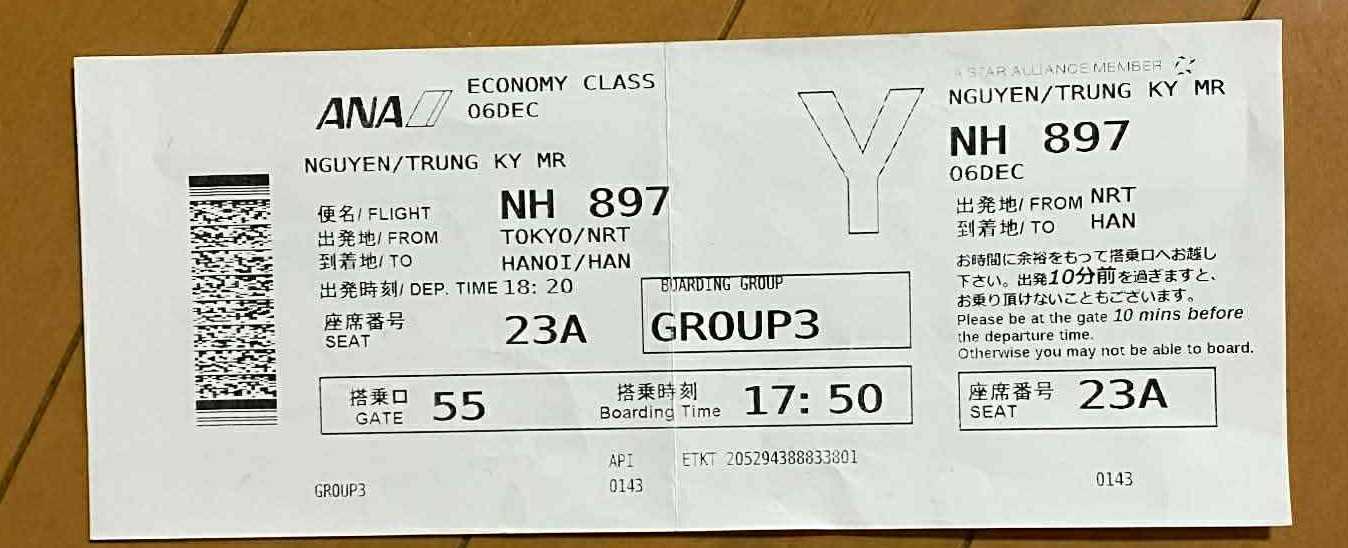 ANA
ECONOMY CLASS
06DEC
NGUYEN/TRUNG KY MR
便名/ FLIGHT NH 897
出発地/ FROM TOKYO/NRT
到着地/ TO HANOI/HAN
出発時刻/ DEP. TIME 18: 20
座席番号
SEAT 23A
BOARDING GROUP
GROUP3
搭乗口
GATE 55
搭乗時刻
Boarding Time 17: 50
API ETKT 205294388833801
GROUP3 0143
Y
A STAR ALLIANCE MEMBER
NGUYEN/TRUNG KY MR
NH 897
06DEC
出発地/ FROM NRT
到着地/ TO HAN
お時間に余裕をもって搭乗口へお越し
下さい。出発10分前を過ぎますと、
お乗り頂けないこともございます。
Please be at the gate 10 mins before
the departure time.
Otherwise you may not be able to board.
座席番号
SEAT 23A
0143